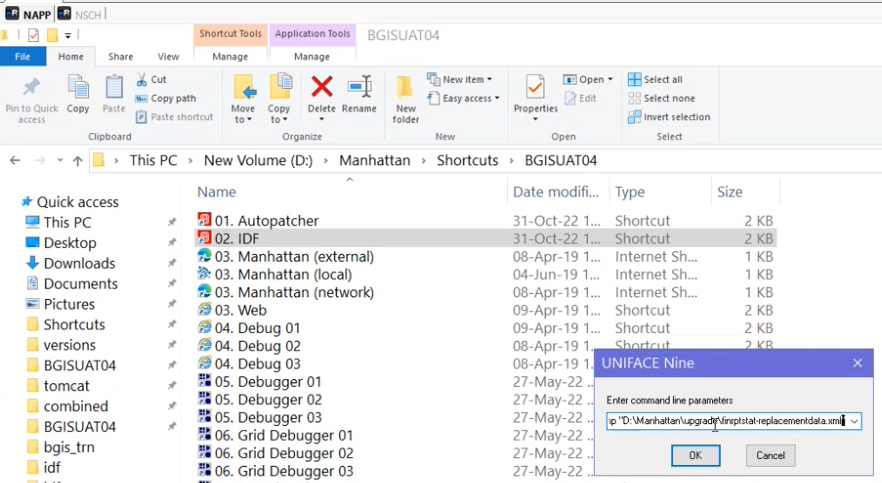 NAPP NSCH
Shortcut Tools Application Tools BGISUAT04
File Home Share View Manage Manage
Pin to Quick access
Copy
Paste
Cut
Copy path
Paste shortcut
Clipboard
Move to
Copy to
Delete
Rename
Organize
New folder
New item
Easy access
New
Properties
Open
Edit
Open
Select all
Select none
Invert selection
Select
This PC › New Volume (D:) › Manhattan › Shortcuts › BGISUAT04
Name Date modifi... Type Size
Quick access
This PC
Desktop
Downloads
Documents
Pictures
Shortcuts
versions
BGISUAT04
tomcat
combined
BGISUAT04
bgis_trn
idf
01. Autopatcher 31-Oct-22 1... Shortcut 2 KB
02. IDF 31-Oct-22 1... Shortcut 2 KB
03. Manhattan (external) 08-Apr-19 1... Internet Sh... 1 KB
03. Manhattan (local) 04-Jun-19 1... Internet Sh... 1 KB
03. Manhattan (network) 08-Apr-19 1... Internet Sh... 1 KB
03. Web 09-Apr-19 1... Shortcut 2 KB
04. Debug 01 08-Apr-19 1... Shortcut 2 KB
04. Debug 02 08-Apr-19 1... Shortcut 2 KB
04. Debug 03 08-Apr-19 1...
05. Debugger 01 27-May-22
05. Debugger 02 27-May-22
05. Debugger 03 27-May-22
06. Grid Debugger 01 27-May-22
06. Grid Debugger 02 27-May-22
06. Grid Debugger 03 27-May-22
UNIFACE Nine
Enter command line parameters
OK Cancel